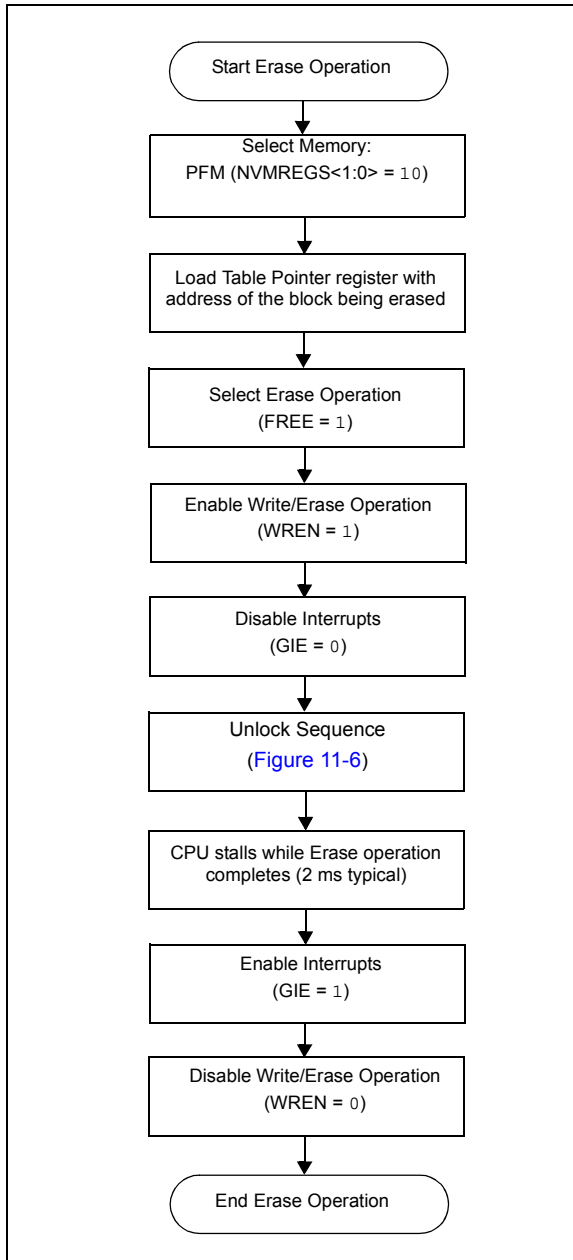 Start Erase Operation
Select Memory:
PFM (NVMREGS<1:0> = 10)
Load Table Pointer register with
address of the block being erased
Select Erase Operation
(FREE = 1)
Enable Write/Erase Operation
(WREN = 1)
Disable Interrupts
(GIE = 0)
Unlock Sequence
(Figure 11-6)
CPU stalls while Erase operation
completes (2 ms typical)
Enable Interrupts
(GIE = 1)
Disable Write/Erase Operation
(WREN = 0)
End Erase Operation